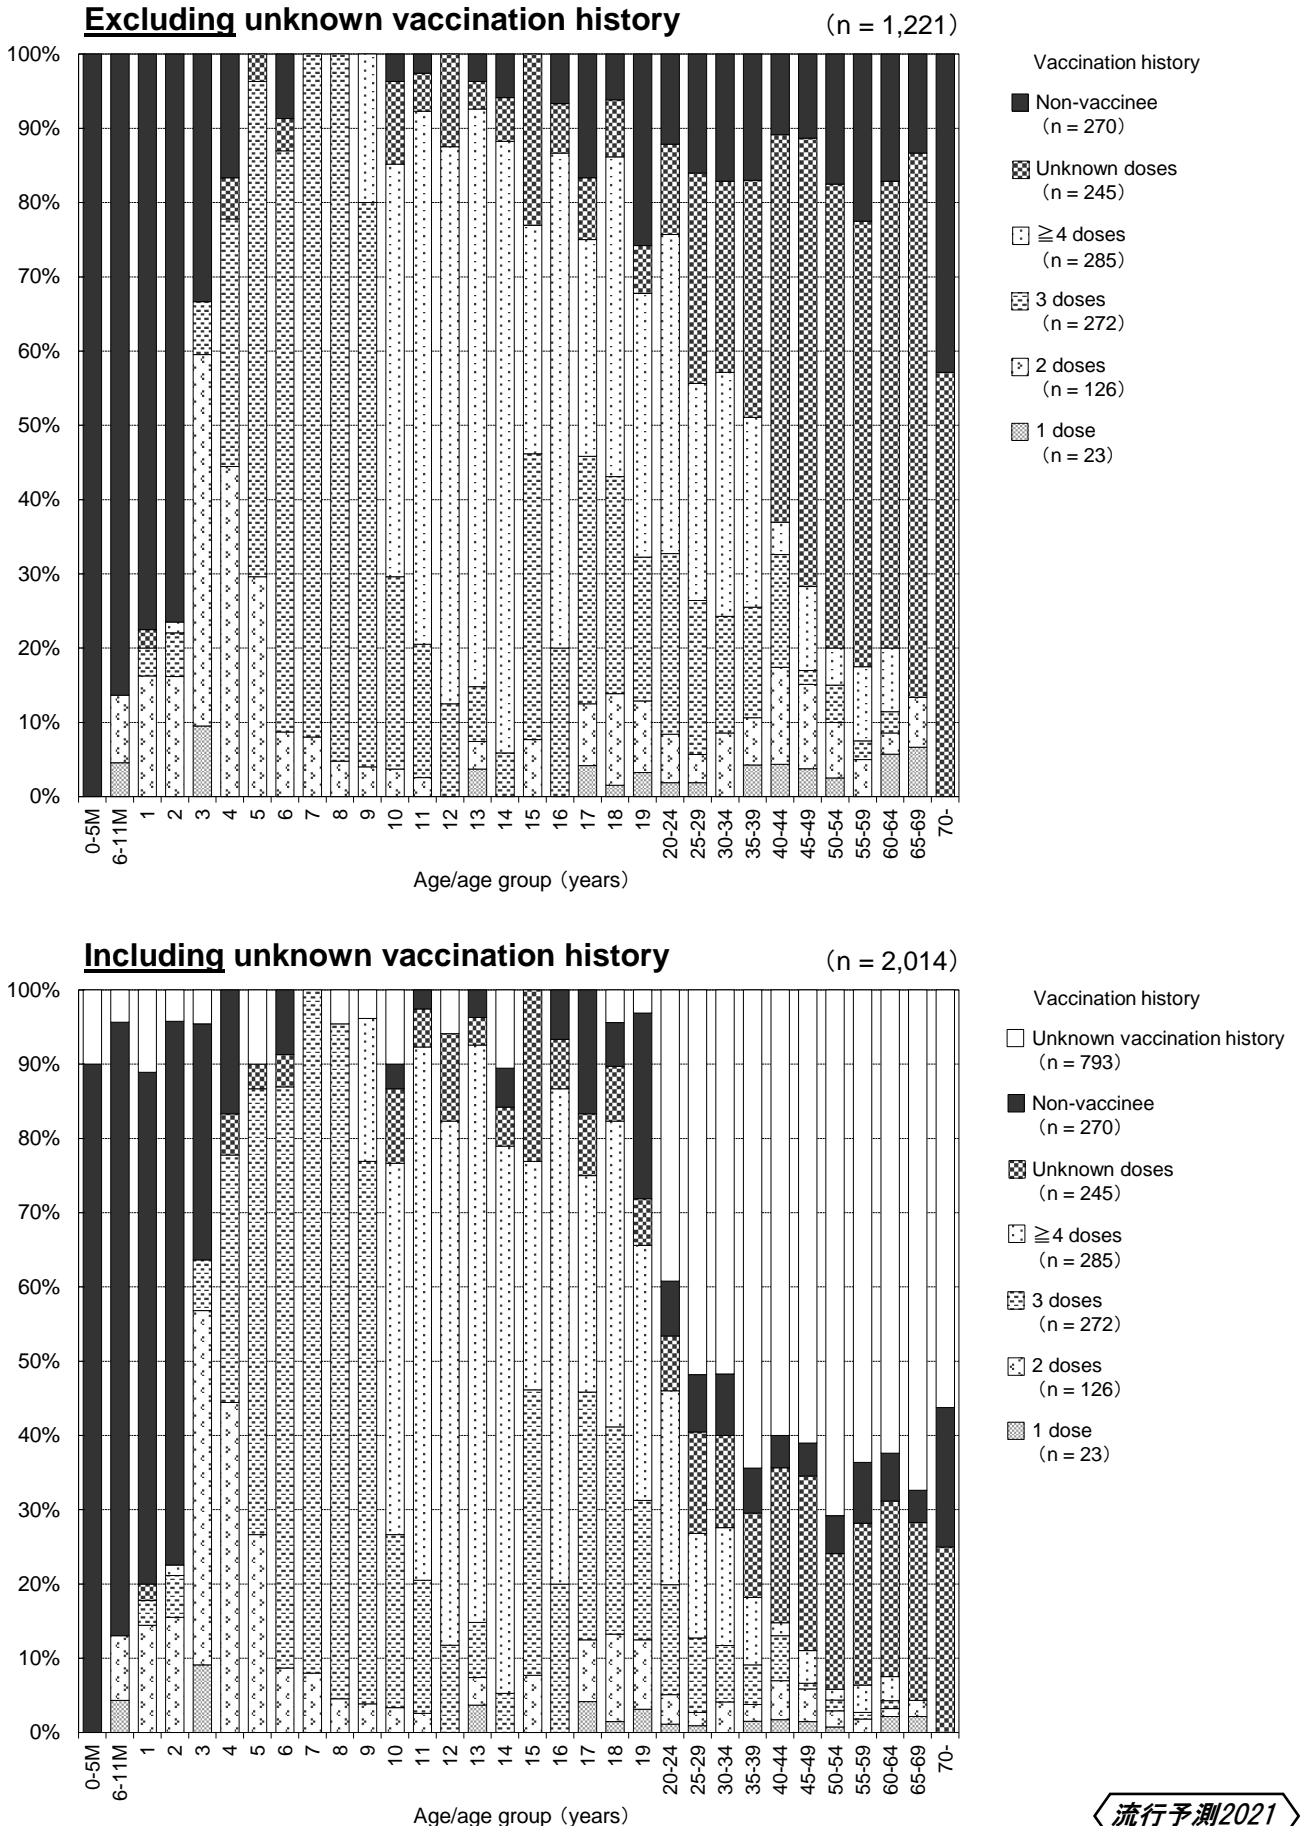 Excluding unknown vaccination history
（n = 1,221）
100%
90%
80%
70%
60%
50%
40%
30%
20%
10%
0%
0-5M
6-11M
1
2
3
4
5
6
7
8
9
10
11
12
13
14
15
16
17
18
19
20-24
25-29
30-34
35-39
40-44
45-49
50-54
55-59
60-64
65-69
70-
Age/age group（years）
Vaccination history
Non-vaccinee
（n = 270）
Unknown doses
（n = 245）
≧4 doses
（n = 285）
3 doses
（n = 272）
2 doses
（n = 126）
1 dose
（n = 23）
Including unknown vaccination history
（n = 2,014）
100%
90%
80%
70%
60%
50%
40%
30%
20%
10%
0%
0-5M
6-11M
1
2
3
4
5
6
7
8
9
10
11
12
13
14
15
16
17
18
19
20-24
25-29
30-34
35-39
40-44
45-49
50-54
55-59
60-64
65-69
70-
Age/age group（years）
Vaccination history
Unknown vaccination history
（n = 793）
Non-vaccinee
（n = 270）
Unknown doses
（n = 245）
≧4 doses
（n = 285）
3 doses
（n = 272）
2 doses
（n = 126）
1 dose
（n = 23）
流行予測2021